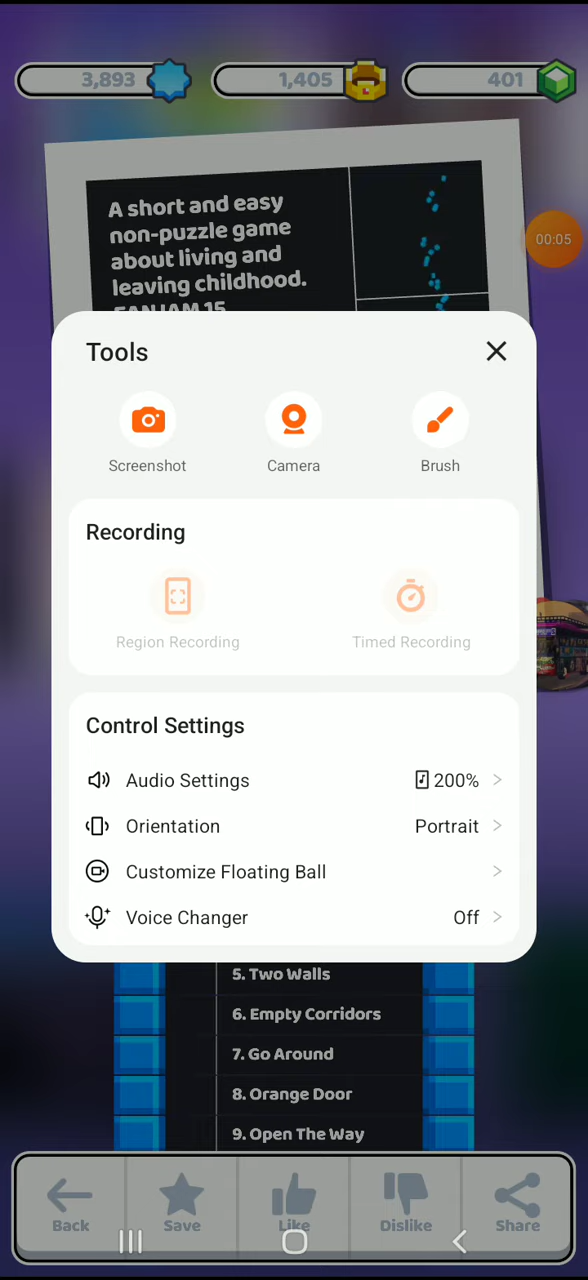 3,893
1,405
401
A short and easy
non-puzzle game
about living and
leaving childhood.
FANJAM 15
00:05
Tools
Screenshot
Camera
Brush
Recording
Region Recording
Timed Recording
Control Settings
Audio Settings
200%
Orientation
Portrait
Customize Floating Ball
Voice Changer
Off
5. Two Walls
6. Empty Corridors
7. Go Around
8. Orange Door
9. Open The Way
Back
Save
Like
Dislike
Share